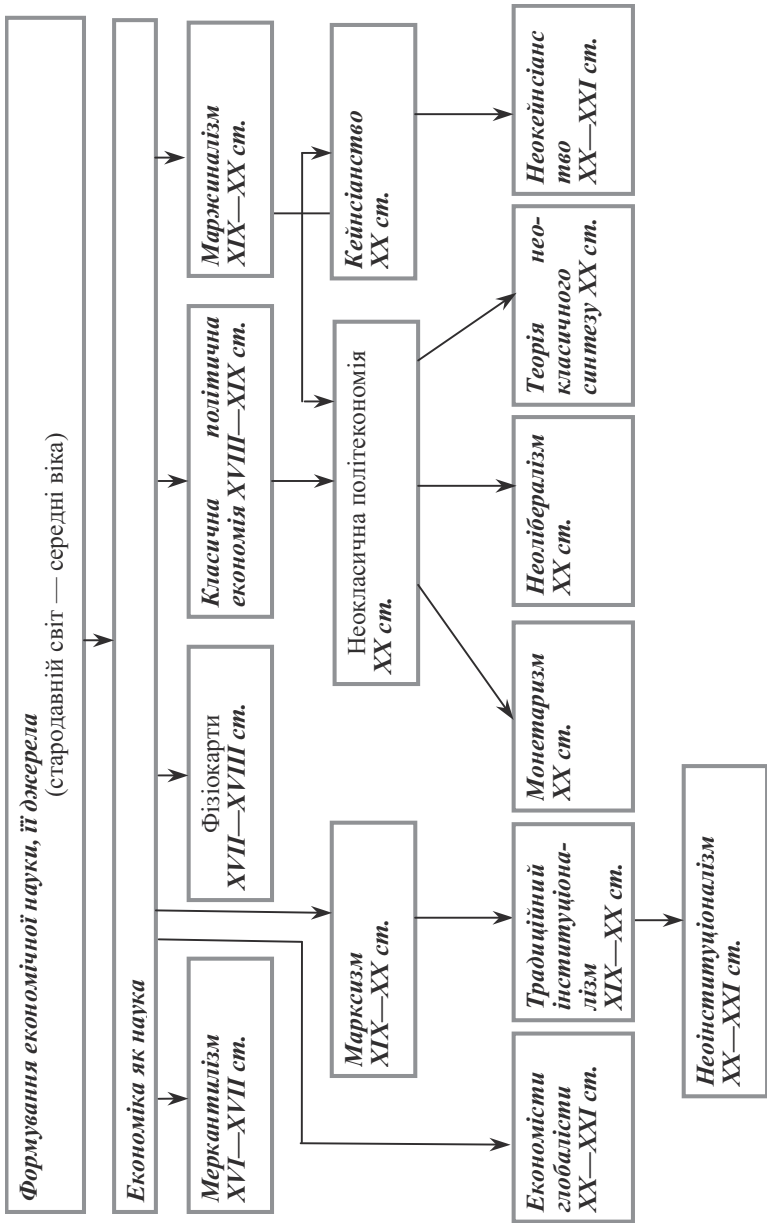 Формування економічної науки, її джерела
(стародавній світ — середні віка)
Економіка як наука
Меркантилізм
XVI—XVII ст.
Фізіокарти
XVII—XVIII ст.
Класична політична
економія XVIII—XIX ст.
Маржиналізм
XIX—XX ст.
Марксизм
XIX—XX ст.
Неокласична політекономія
XX ст.
Кейнсіанство
XX ст.
Економісти
глобалісти
XX—XXI ст.
Традиційний
інституціона-
лізм
XIX—XX ст.
Монетаризм
XX ст.
Неолібералізм
XX ст.
Теорія нео-
класичного
синтезу XX ст.
Неокейнсіанс
тво
XX—XXI ст.
Неоінституціоналізм
XX—XXI ст.